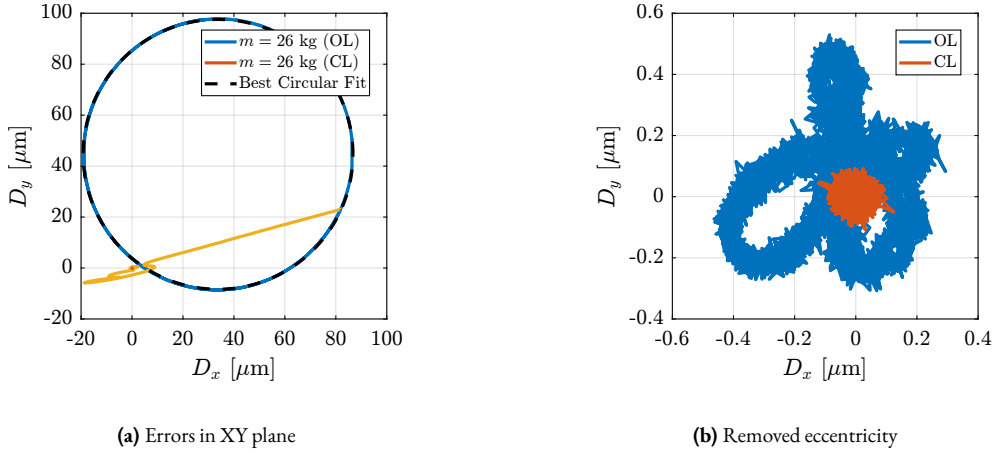 100
80
60
40
20
0
-20
-20 0 20 40 60 80 100
D_y [μm]
D_x [μm]
m = 26 kg (OL)
m = 26 kg (CL)
Best Circular Fit
(a) Errors in XY plane
0.6
0.4
0.2
0
-0.2
-0.4
-0.6 -0.4 -0.2 0 0.2 0.4
D_y [μm]
D_x [μm]
OL
CL
(b) Removed eccentricity